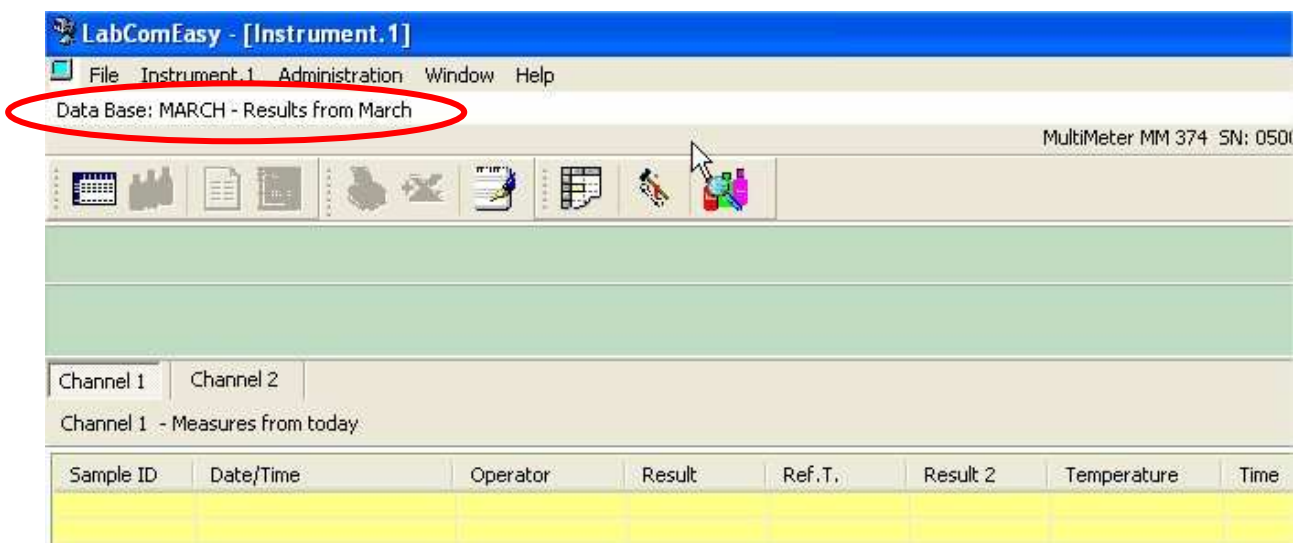 LabComEasy - [Instrument.1]
File Instrument.1 Administration Window Help
Data Base: MARCH - Results from March
MultiMeter MM 374 SN: 050
Channel 1 Channel 2
Channel 1 - Measures from today
Sample ID Date/Time Operator Result Ref.T. Result 2 Temperature Time